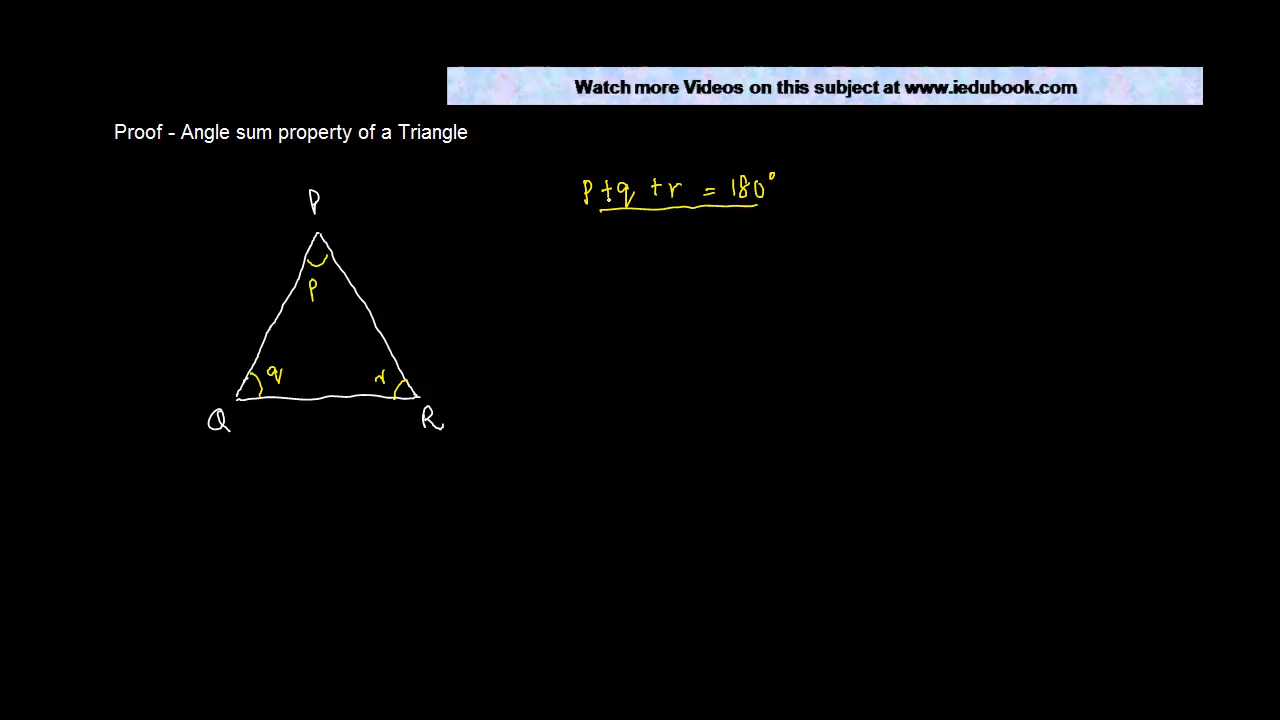 Watch more Videos on this subject at www.iedubook.com
Proof - Angle sum property of a Triangle
p + q + r = 180°
P
p
q
r
Q
R